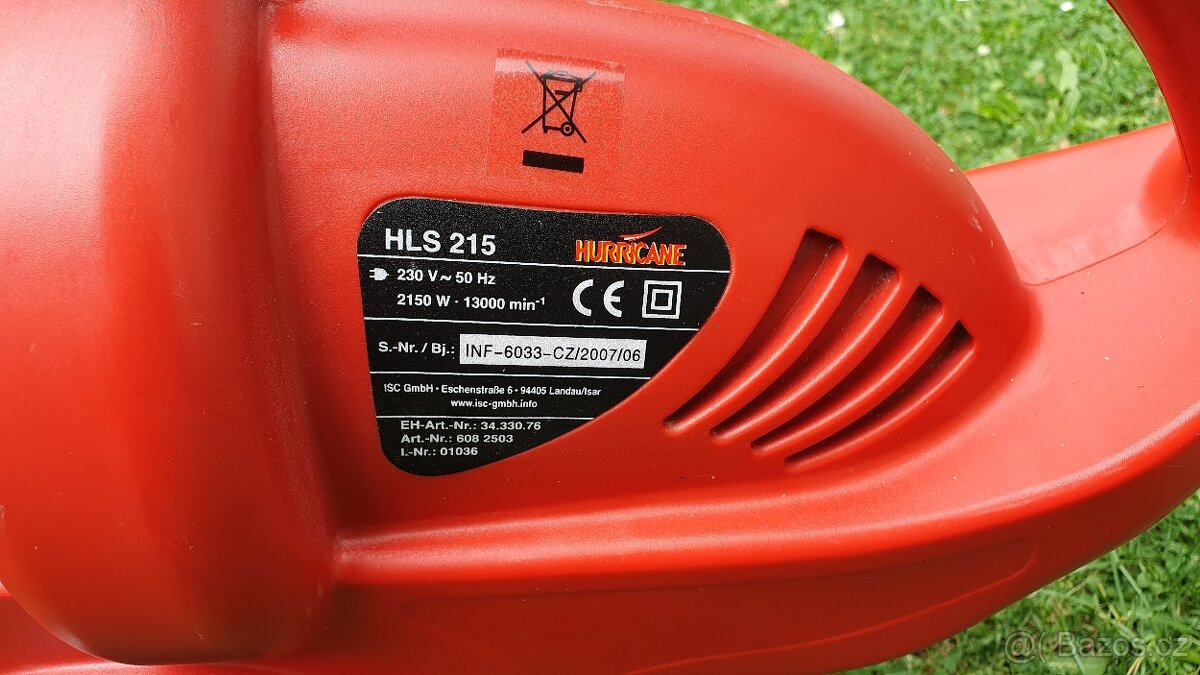 HLS 215 HURRICANE
230 V ~ 50 Hz
2150 W · 13000 min⁻¹ CE
S.-Nr. / Bj.: INF-6033-CZ/2007/06
ISC GmbH · Eschenstraße 6 · 94405 Landau/Isar
www.isc-gmbh.info
EH-Art.-Nr.: 34.330.76
Art.-Nr.: 608 2503
I.-Nr.: 01036
Bazos.cz